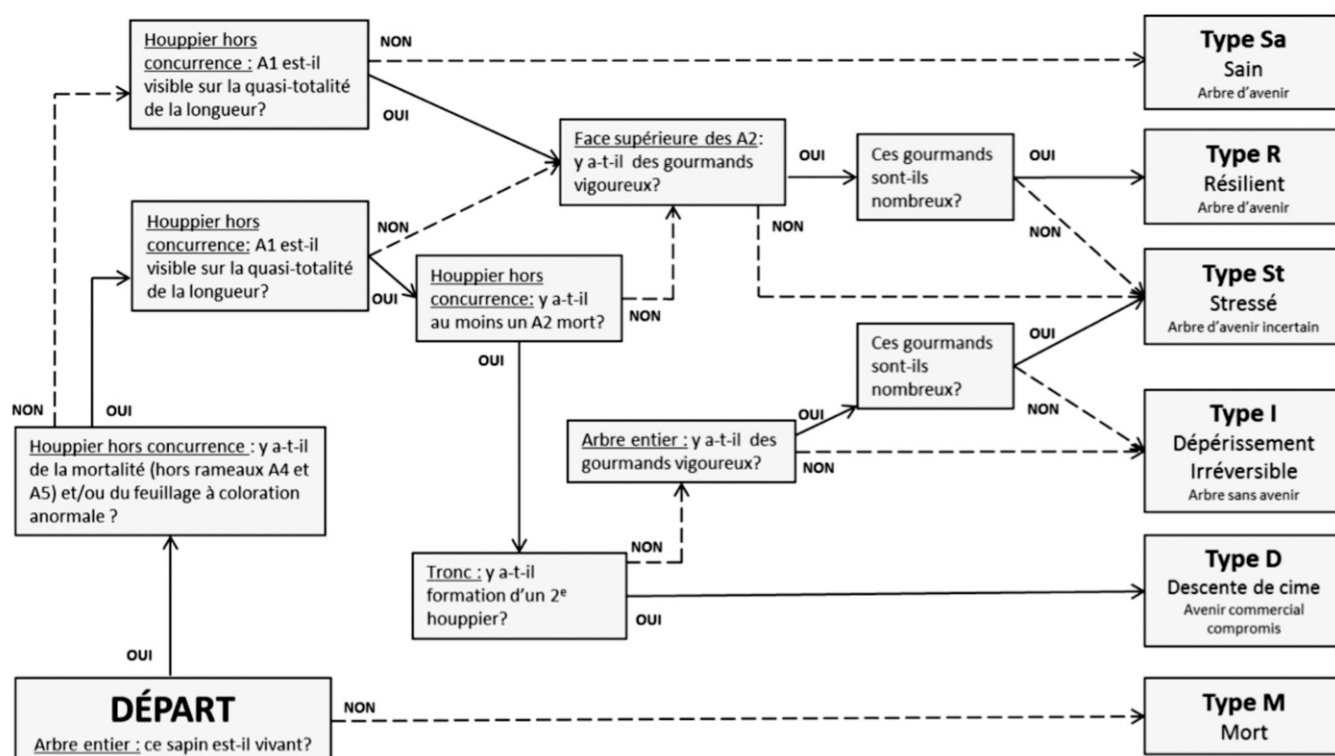 Houppier hors
concurrence : A1 est-il
visible sur la quasi-totalité
de la longueur?
NON
OUI
Type Sa
Sain
Arbre d'avenir
Face supérieure des A2:
y a-t-il des gourmands
vigoureux?
OUI
NON
Ces gourmands
sont-ils
nombreux?
OUI
NON
Type R
Résilient
Arbre d'avenir
Houppier hors
concurrence: A1 est-il
visible sur la quasi-totalité
de la longueur?
NON
OUI
Houppier hors
concurrence: y a-t-il
au moins un A2 mort?
NON
OUI
Type St
Stressé
Arbre d'avenir incertain
Ces gourmands
sont-ils
nombreux?
OUI
NON
NON
OUI
Houppier hors concurrence : y a-t-il
de la mortalité (hors rameaux A4 et
A5) et/ou du feuillage à coloration
anormale ?
Arbre entier : y a-t-il des
gourmands vigoureux?
OUI
NON
Type I
Dépérissement
Irréversible
Arbre sans avenir
Tronc : y a-t-il
formation d'un 2e
houppier?
NON
OUI
Type D
Descente de cime
Avenir commercial
compromis
OUI
DÉPART
Arbre entier : ce sapin est-il vivant?
NON
Type M
Mort